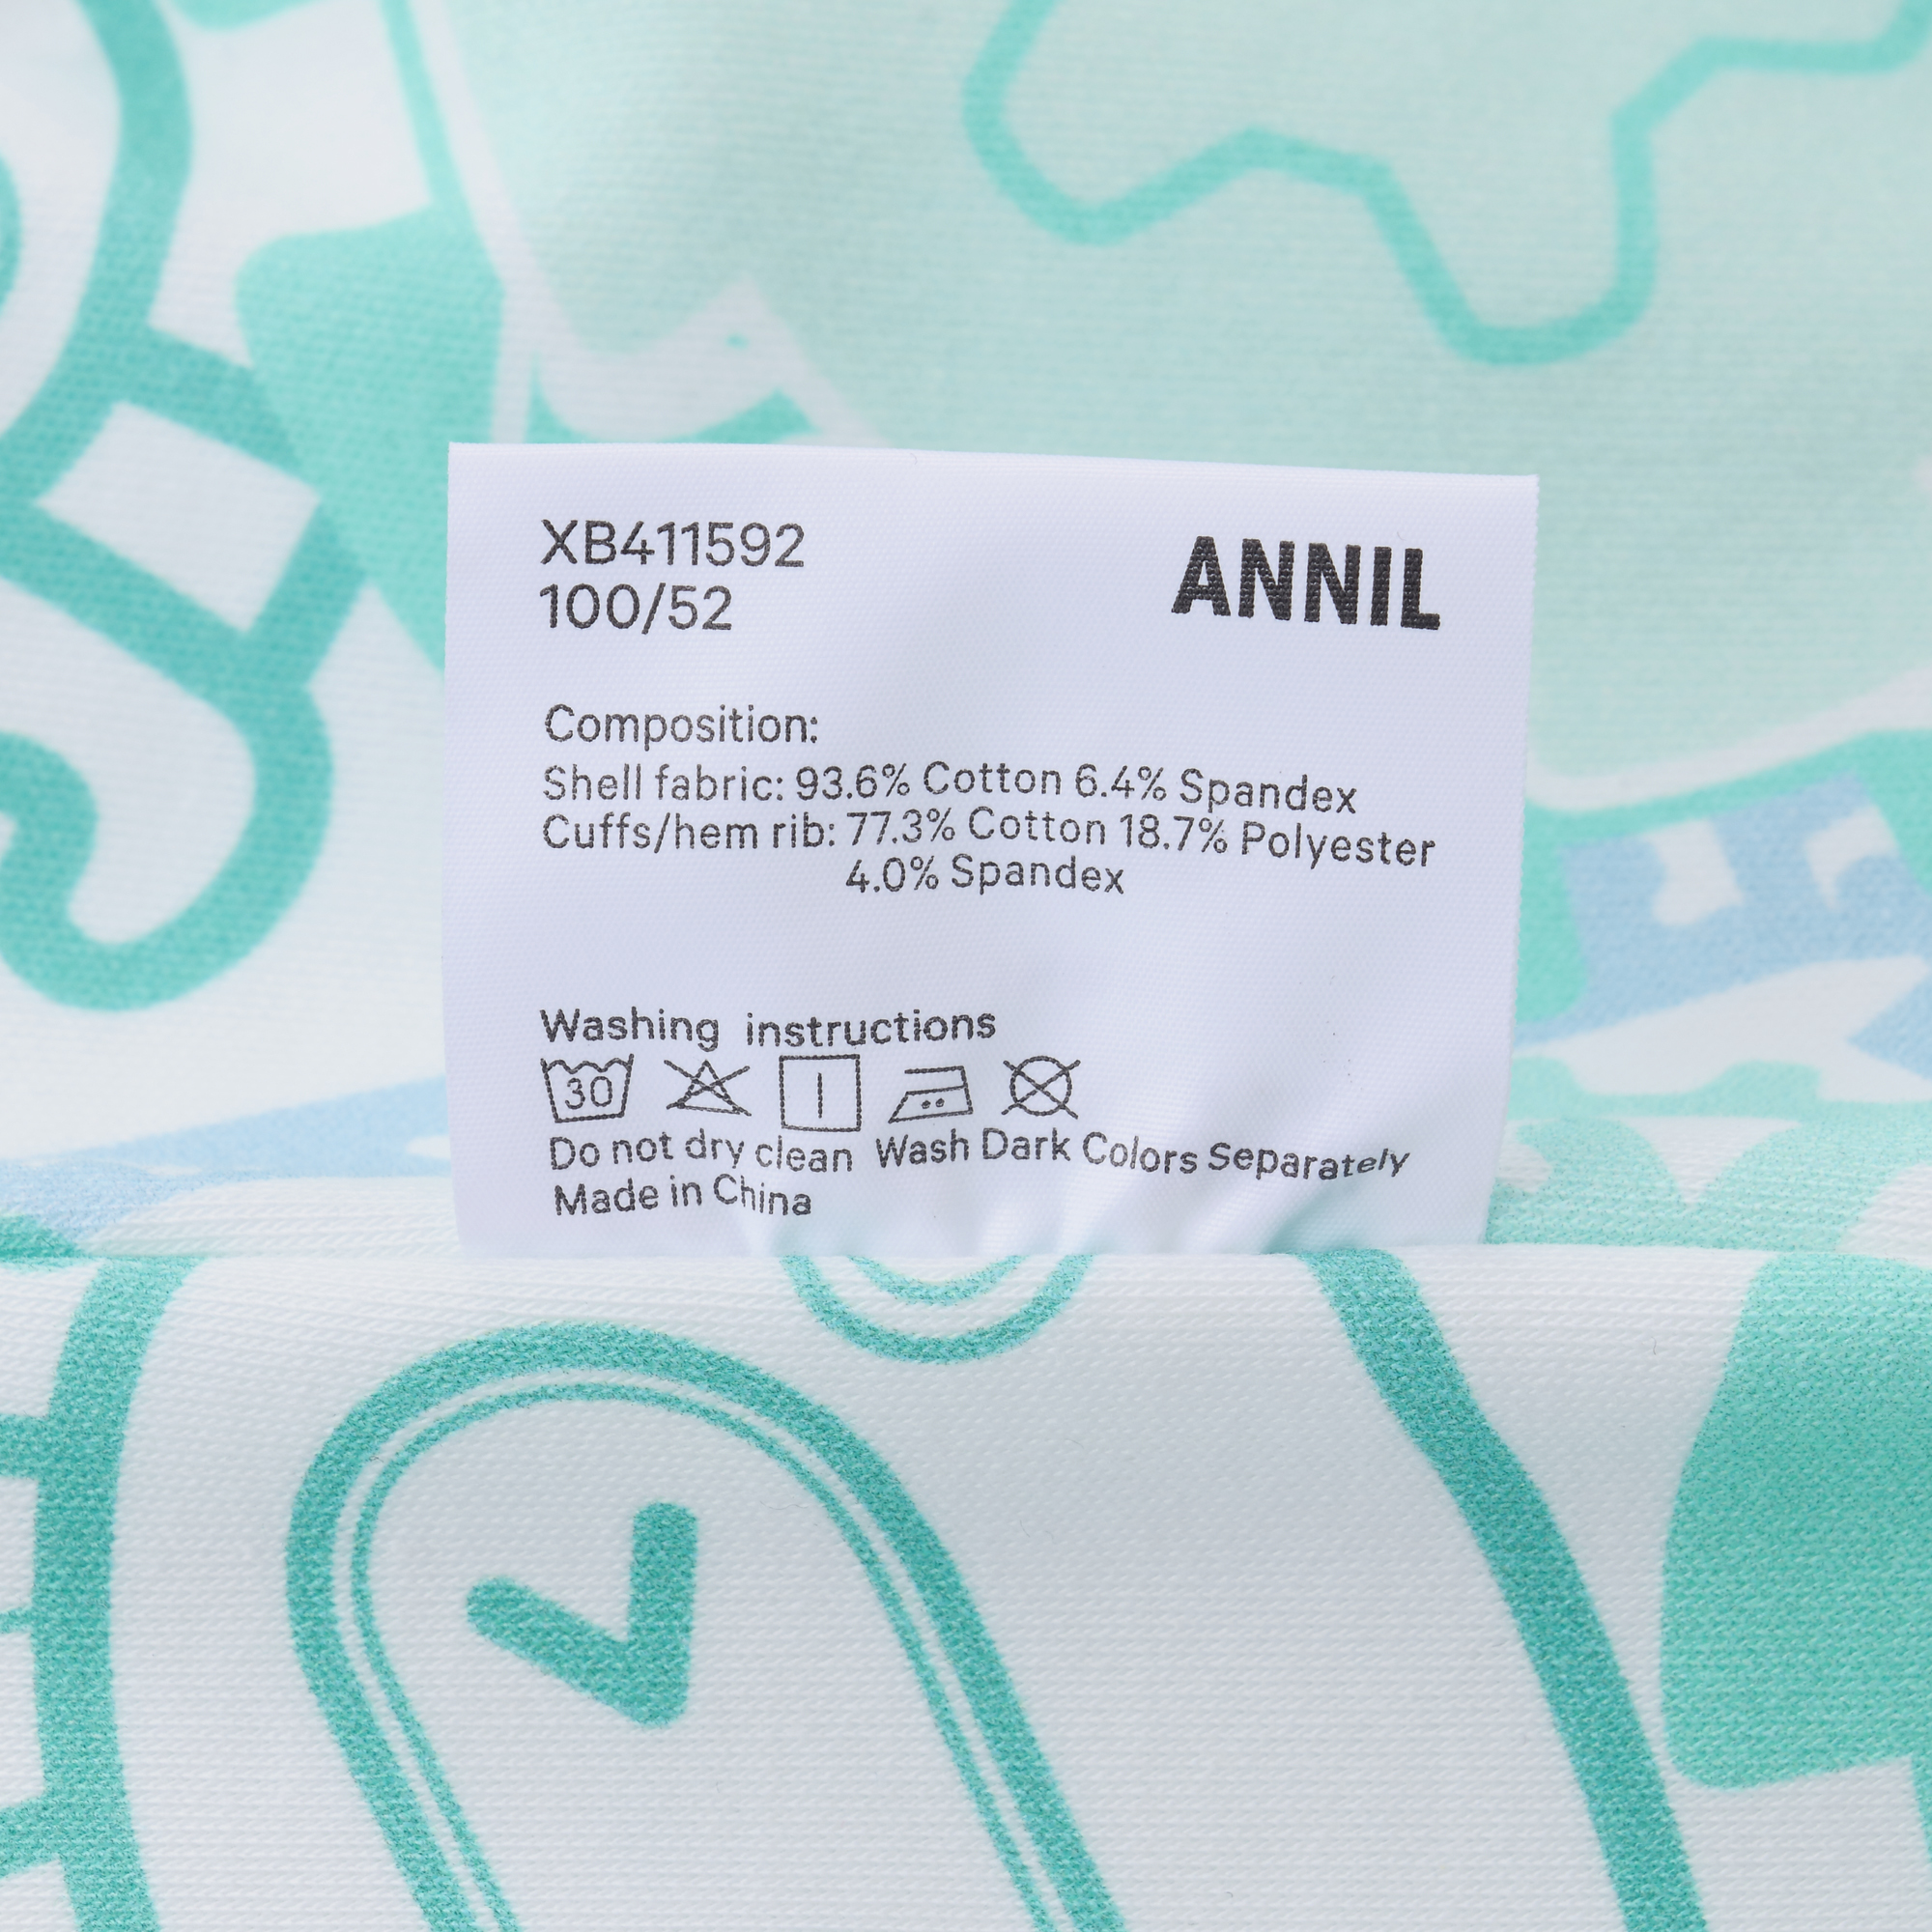 XB411592
100/52
ANNIL
Composition:
Shell fabric: 93.6% Cotton 6.4% Spandex
Cuffs/hem rib: 77.3% Cotton 18.7% Polyester
4.0% Spandex
Washing instructions
30
Do not dry clean Wash Dark Colors Separately
Made in China